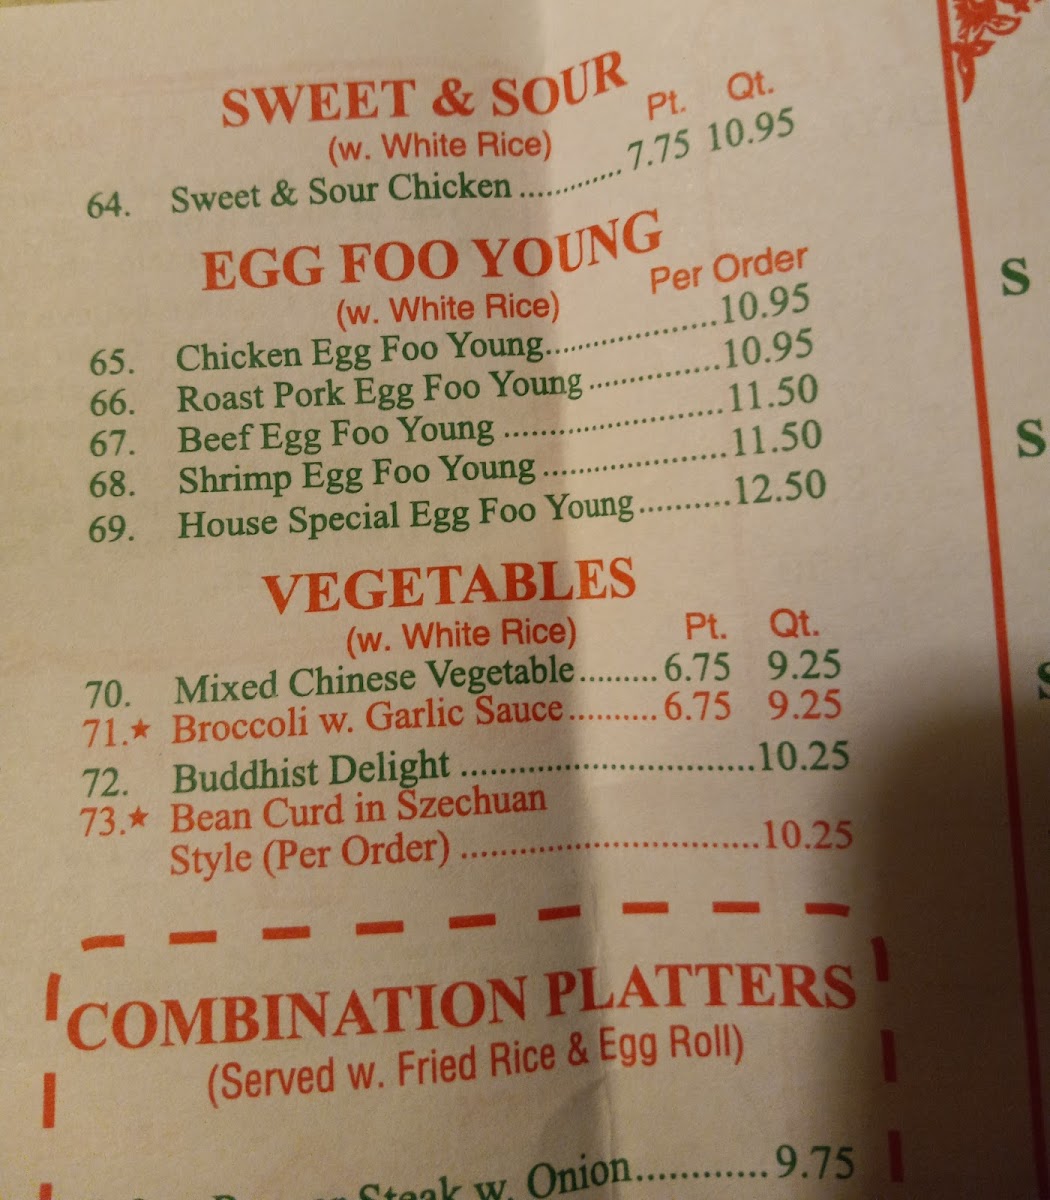 SWEET & SOUR
(w. White Rice) Pt. Qt.
64. Sweet & Sour Chicken ............. 7.75 10.95
EGG FOO YOUNG
(w. White Rice) Per Order
65. Chicken Egg Foo Young....................10.95
66. Roast Pork Egg Foo Young ...............10.95
67. Beef Egg Foo Young .........................11.50
68. Shrimp Egg Foo Young .....................11.50
69. House Special Egg Foo Young..........12.50
VEGETABLES
(w. White Rice) Pt. Qt.
70. Mixed Chinese Vegetable......... 6.75 9.25
71.★ Broccoli w. Garlic Sauce.......... 6.75 9.25
72. Buddhist Delight ..............................10.25
73.★ Bean Curd in Szechuan
Style (Per Order) ...............................10.25
COMBINATION PLATTERS
(Served w. Fried Rice & Egg Roll)
Steak w. Onion............ 9.75
S
S